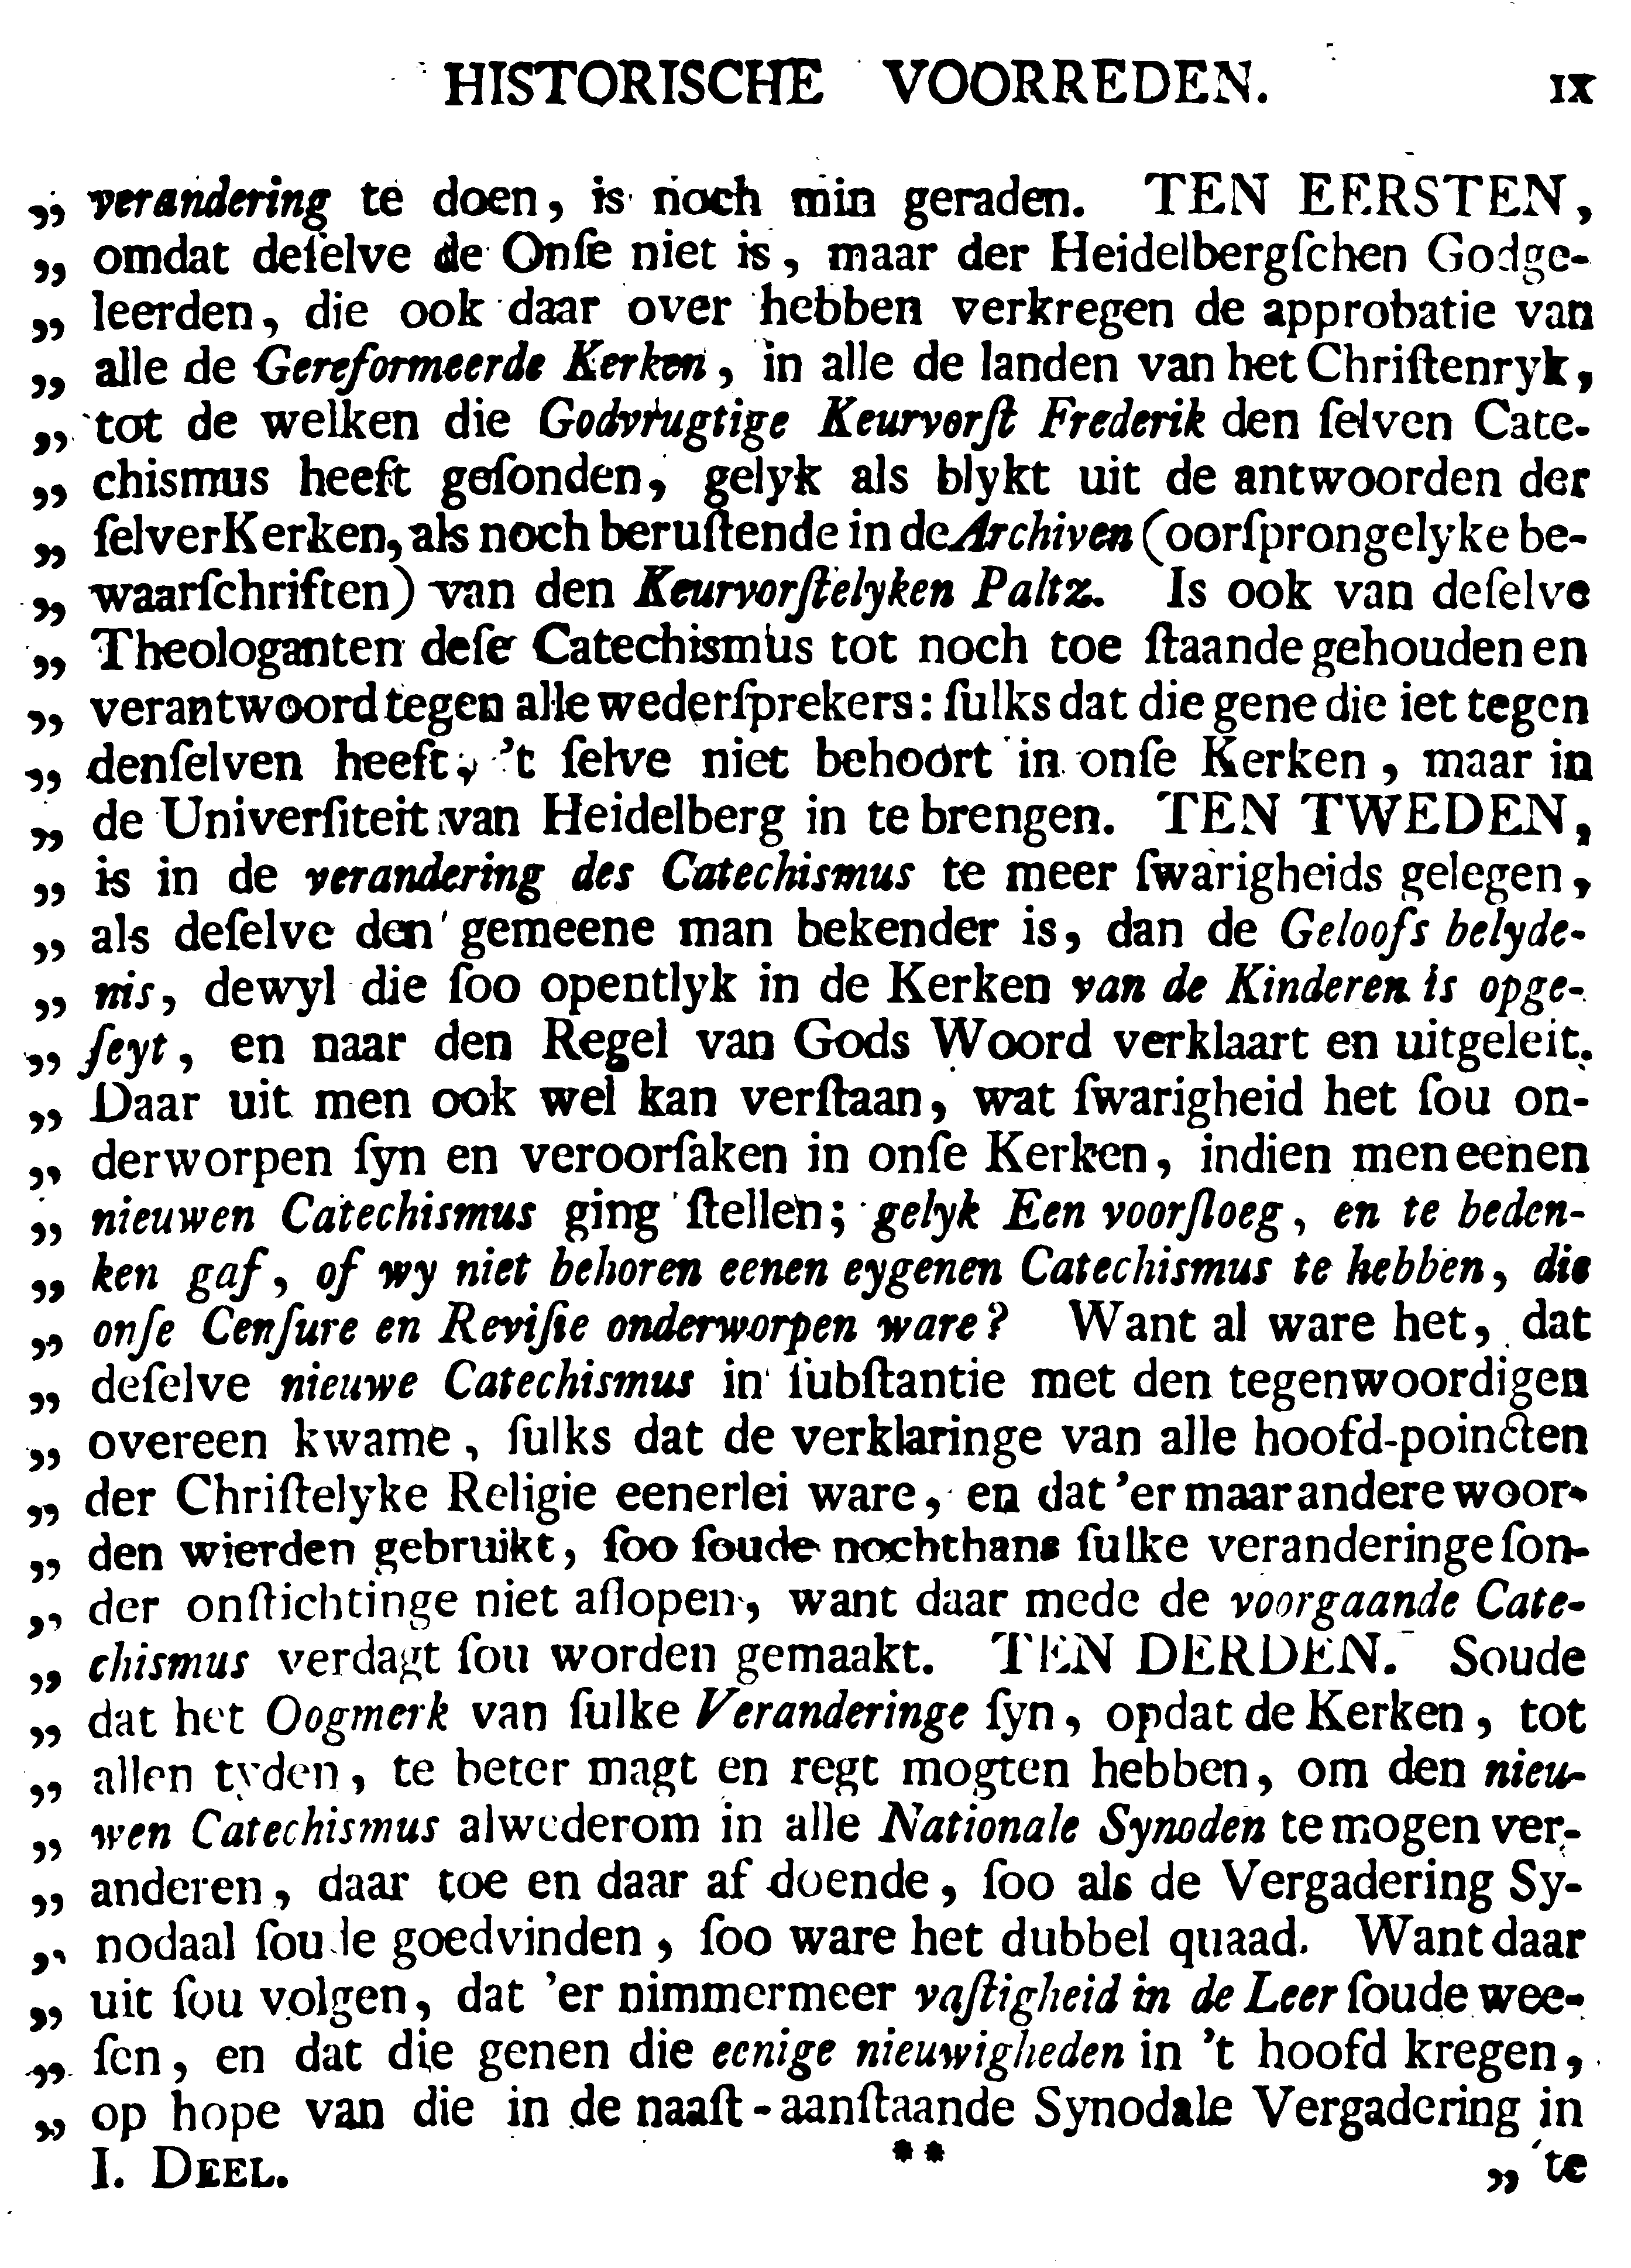 HISTORISCHE VOORREDEN. IX
„ verandering te doen, is noch min geraden. TEN EERSTEN,
„ omdat deſelve de Onſe niet is, maar der Heidelbergſchen Godge-
„ leerden, die ook daar over hebben verkregen de approbatie van
„ alle de Gereformeerde Kerken, in alle de landen van het Chriſtenryk,
„ tot de welken die Godvrugtige Keurvorſt Frederik den ſelven Cate-
„ chismus heeft geſonden, gelyk als blykt uit de antwoorden der
„ ſelver Kerken, als noch beruſtende in de Archiven (oorſprongelyke be-
„ waarſchriften) van den Keurvorſtelyken Paltz. Is ook van deſelve
„ Theologanten deſe Catechismus tot noch toe ſtaande gehouden en
„ verantwoord tegen alle wederſprekers: ſulks dat die gene die iet tegen
„ denſelven heeft, 't ſelve niet behoort in onſe Kerken, maar in
„ de Univerſiteit van Heidelberg in te brengen. TEN TWEDEN,
„ is in de verandering des Catechismus te meer ſwarigheids gelegen,
„ als deſelve den gemeene man bekender is, dan de Geloofs belyde-
„ nis, dewyl die ſoo opentlyk in de Kerken van de Kinderen is opge-
„ ſeyt, en naar den Regel van Gods Woord verklaart en uitgeleit.
„ Daar uit men ook wel kan verſtaan, wat ſwarigheid het ſou on-
„ derworpen ſyn en veroorſaken in onſe Kerken, indien men eenen
„ nieuwen Catechismus ging ſtellen; gelyk Een voorſloeg, en te beden-
„ ken gaf, of wy niet behoren eenen eygenen Catechismus te hebben, die
„ onſe Cenſure en Reviſie onderworpen ware? Want al ware het, dat
„ deſelve nieuwe Catechismus in ſubſtantie met den tegenwoordigen
„ overeen kwame, ſulks dat de verklaringe van alle hoofd-poincten
„ der Chriſtelyke Religie eenerlei ware, en dat 'er maar andere woor-
„ den wierden gebruikt, ſoo ſoude nochthans ſulke veranderinge ſon-
„ der onſtichtinge niet aflopen, want daar mede de voorgaande Cate-
„ chismus verdagt ſou worden gemaakt. TEN DERDEN. Soude
„ dat het Oogmerk van ſulke Veranderinge ſyn, opdat de Kerken, tot
„ allen tyden, te beter magt en regt mogten hebben, om den nieu-
„ wen Catechismus alwederom in alle Nationale Synoden te mogen ver-
„ anderen, daar toe en daar af doende, ſoo als de Vergadering Sy-
„ nodaal ſoude goedvinden, ſoo ware het dubbel quaad. Want daar
„ uit ſou volgen, dat 'er nimmermeer vaſtigheid in de Leer ſoude wee-
„ ſen, en dat die genen die eenige nieuwigheden in 't hoofd kregen,
„ op hope van die in de naaſt-aanſtaande Synodale Vergadering in
I. DEEL. ** „ te